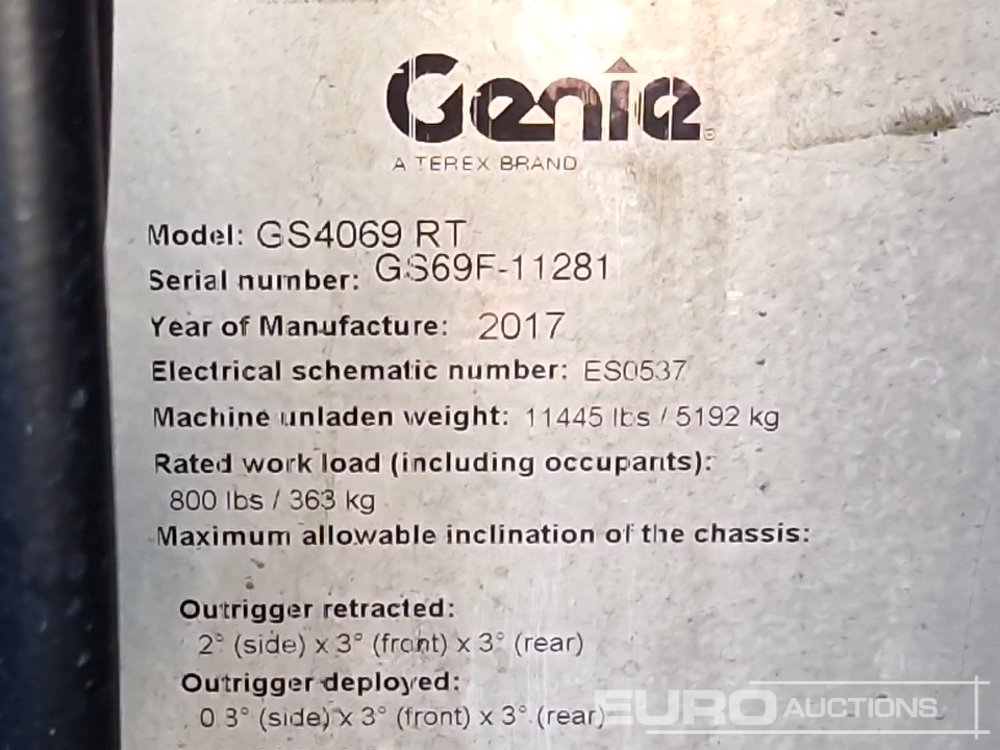 Genie®
A TEREX BRAND
Model: GS4069 RT
Serial number: GS69F-11281
Year of Manufacture: 2017
Electrical schematic number: ES0537
Machine unladen weight: 11445 lbs / 5192 kg
Rated work load (including occupants):
800 lbs / 363 kg
Maximum allowable inclination of the chassis:
Outrigger retracted:
2° (side) x 3° (front) x 3° (rear)
Outrigger deployed:
0.3° (side) x 3° (front) x 3° (rear)
EURO AUCTIONS